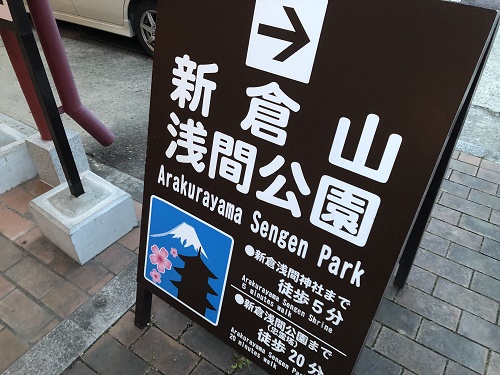 新倉山
浅間公園
Arakurayama Sengen Park
●新倉浅間神社まで
徒歩5分
Arakurayama Sengen Shrine
5 minutes walk
●新倉浅間公園まで
徒歩20分
Arakurayama Sengen Park
20 minutes walk